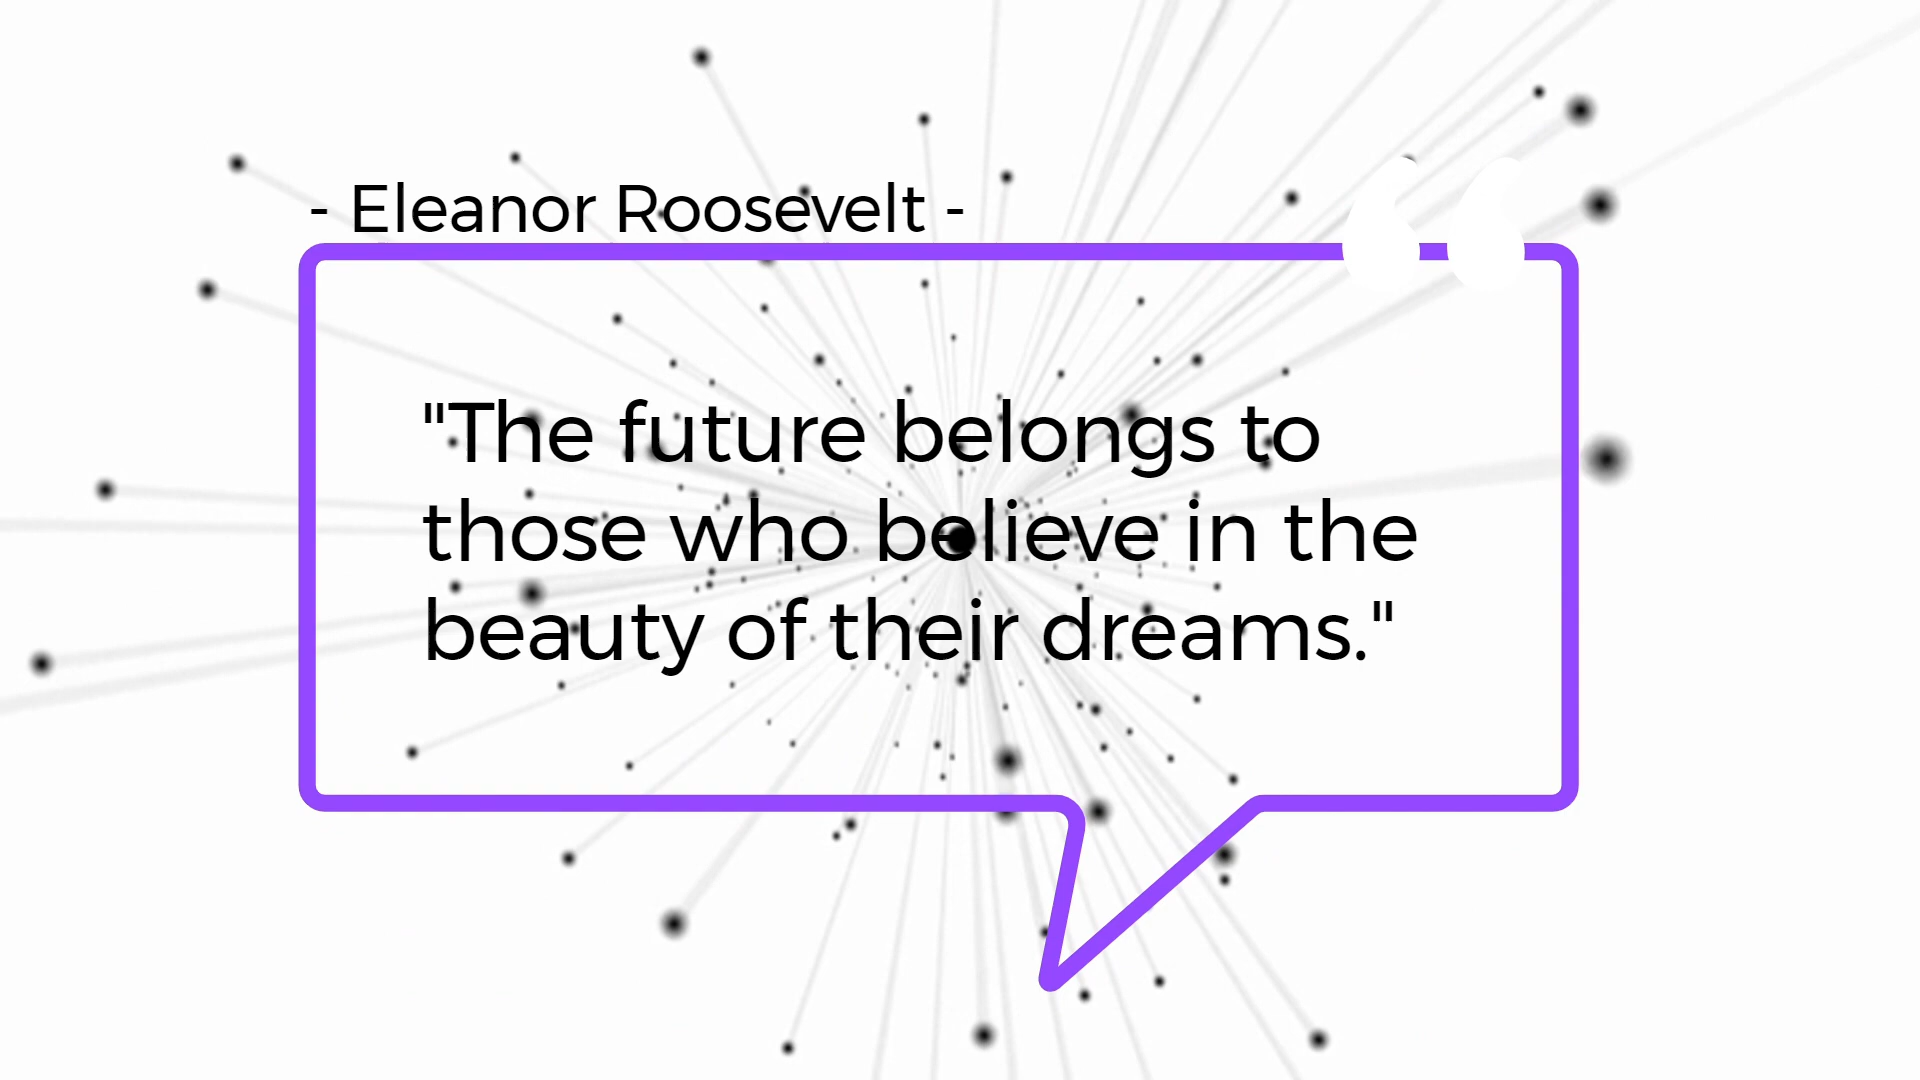 - Eleanor Roosevelt -
"The future belongs to
those who believe in the
beauty of their dreams."